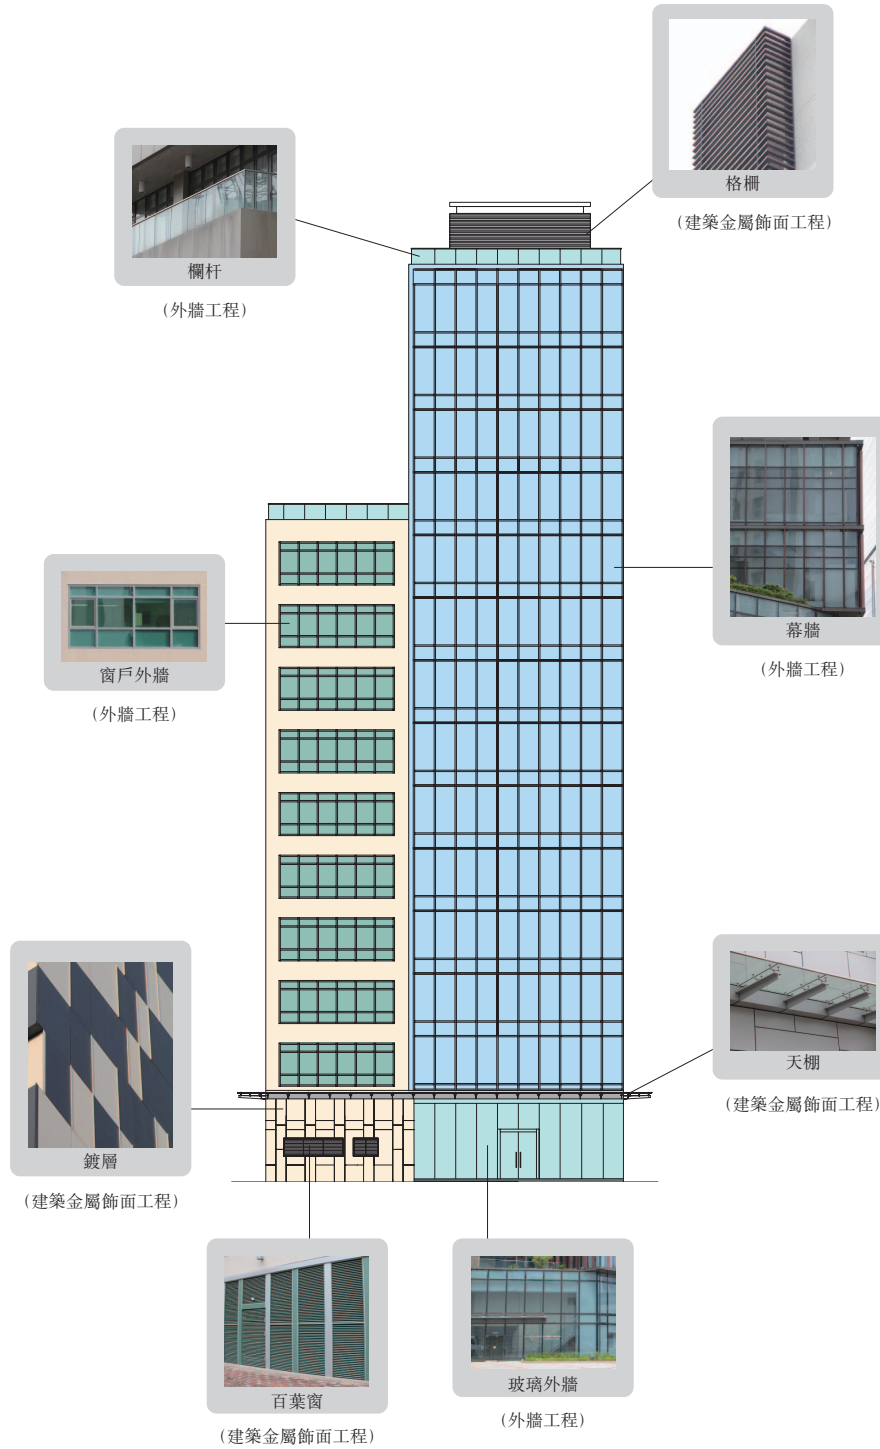 格柵
(建築金屬飾面工程)
欄杆
(外牆工程)
幕牆
(外牆工程)
窗戶外牆
(外牆工程)
天棚
(建築金屬飾面工程)
鍍層
(建築金屬飾面工程)
百葉窗
(建築金屬飾面工程)
玻璃外牆
(外牆工程)